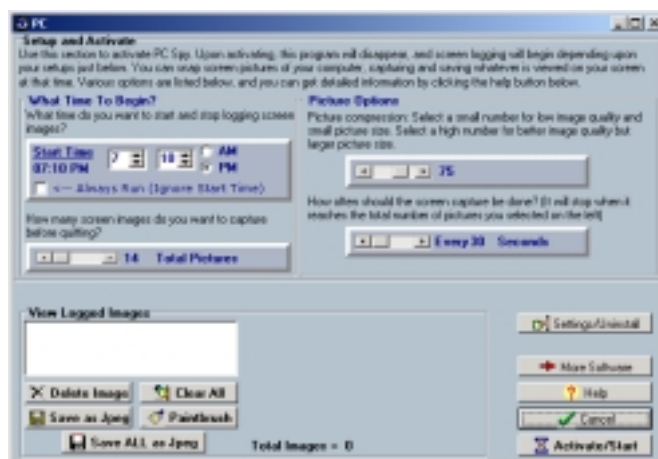 PC
Setup and Activate
Use this section to activate PC Spy. Upon activating, this program will disappear, and screen logging will begin depending upon
your setups just below. You can snap screen pictures of your computer, capturing and saving whatever is viewed on your screen
at that time. Various options are listed below, and you can get detailed information by clicking the help button below.
What Time To Begin?
What time do you want to start and stop logging screen
images?
Start Time
07:10 PM
7
10
AM
PM
<-- Always Run (Ignore Start Time)
How many screen images do you want to capture
before quitting?
14 Total Pictures
Picture Options
Picture compression: Select a small number for low image quality and
small picture size. Select a high number for better image quality but
larger picture size.
75
How often should the screen capture be done? (It will stop when it
reaches the total number of pictures you selected on the left)
Every 30 Seconds
View Logged Images
Delete Image
Clear All
Save as Jpeg
Paintbrush
Save ALL as Jpeg
Total Images = 0
Settings/Uninstall
More Software
Help
Cancel
Activate/Start